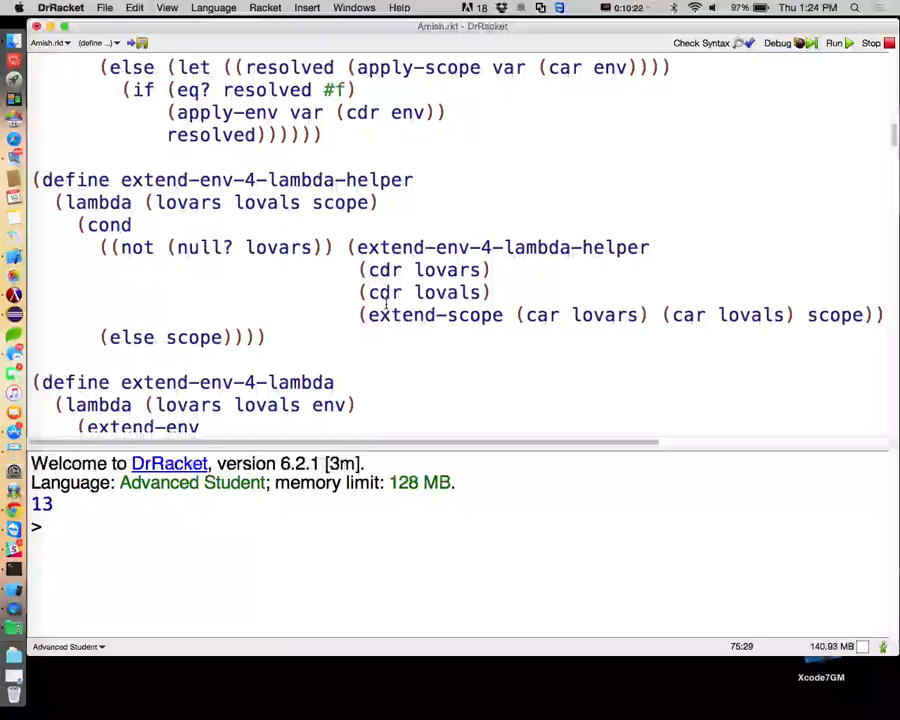 DrRacket File Edit View Language Racket Insert Windows Help 18 0:10:22 97% Thu 1:24 PM
Amish.rkt - DrRacket
Amish.rkt (define ...) Check Syntax Debug Run Stop
(else (let ((resolved (apply-scope var (car env))))
(if (eq? resolved #f)
(apply-env var (cdr env))
resolved))))))
(define extend-env-4-lambda-helper
(lambda (lovars lovals scope)
(cond
((not (null? lovars)) (extend-env-4-lambda-helper
(cdr lovars)
(cdr lovals)
(extend-scope (car lovars) (car lovals) scope))
(else scope))))
(define extend-env-4-lambda
(lambda (lovars lovals env)
(extend-env
Welcome to DrRacket, version 6.2.1 [3m].
Language: Advanced Student; memory limit: 128 MB.
13
>
Advanced Student 75:29 140.93 MB
Xcode7GM